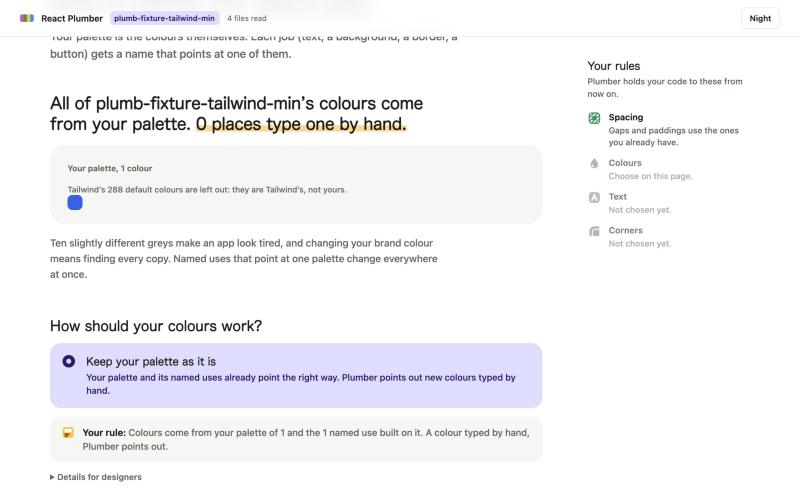 React Plumber
plumb-fixture-tailwind-min
4 files read
Night
Your palette is the colours themselves. Each job (text, a background, a border, a
button) gets a name that points at one of them.
All of plumb-fixture-tailwind-min’s colours come
from your palette. 0 places type one by hand.
Your palette, 1 colour
Tailwind’s 288 default colours are left out: they are Tailwind’s, not yours.
Ten slightly different greys make an app look tired, and changing your brand colour
means finding every copy. Named uses that point at one palette change everywhere
at once.
How should your colours work?
Keep your palette as it is
Your palette and its named uses already point the right way. Plumber points out new colours typed by
hand.
Your rule: Colours come from your palette of 1 and the 1 named use built on it. A colour typed by hand,
Plumber points out.
Details for designers
Your rules
Plumber holds your code to these from
now on.
Spacing
Gaps and paddings use the ones
you already have.
Colours
Choose on this page.
Text
Not chosen yet.
Corners
Not chosen yet.